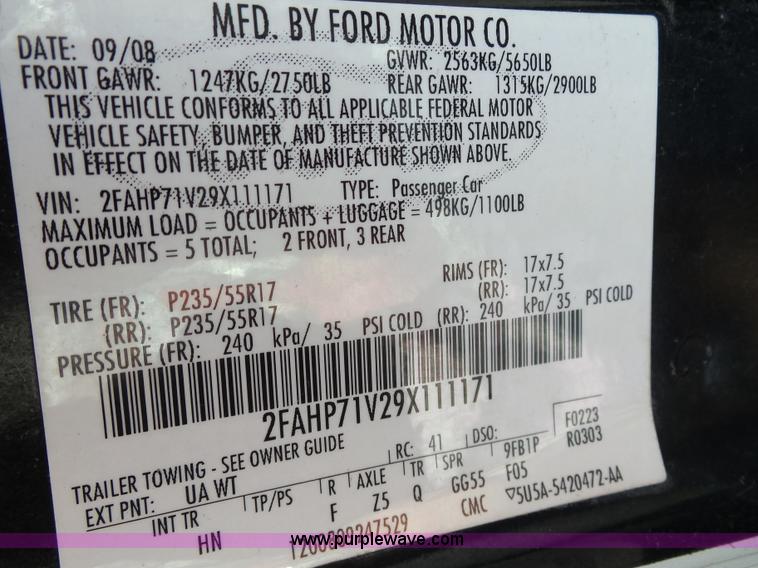 MFD. BY FORD MOTOR CO.
DATE: 09/08 GVWR: 2563KG/5650LB
FRONT GAWR: 1247KG/2750LB REAR GAWR: 1315KG/2900LB
THIS VEHICLE CONFORMS TO ALL APPLICABLE FEDERAL MOTOR
VEHICLE SAFETY, BUMPER, AND THEFT PREVENTION STANDARDS
IN EFFECT ON THE DATE OF MANUFACTURE SHOWN ABOVE.
VIN: 2FAHP71V29X111171 TYPE: Passenger Car
MAXIMUM LOAD = OCCUPANTS + LUGGAGE = 498KG/1100LB
OCCUPANTS = 5 TOTAL; 2 FRONT, 3 REAR
TIRE (FR): P235/55R17 RIMS (FR): 17x7.5
(RR): P235/55R17 (RR): 17x7.5
PRESSURE (FR): 240 kPa/ 35 PSI COLD (RR): 240 kPa/ 35 PSI COLD
2FAHP71V29X111171
F0223
R0303
TRAILER TOWING - SEE OWNER GUIDE RC: 41 DSO: 9FB1P
EXT PNT: UA WT F05
INT TR TP/PS R AXLE TR SPR
HN F Z5 Q GG55
CMC 5U5A-5420472-AA
www.purplewave.com